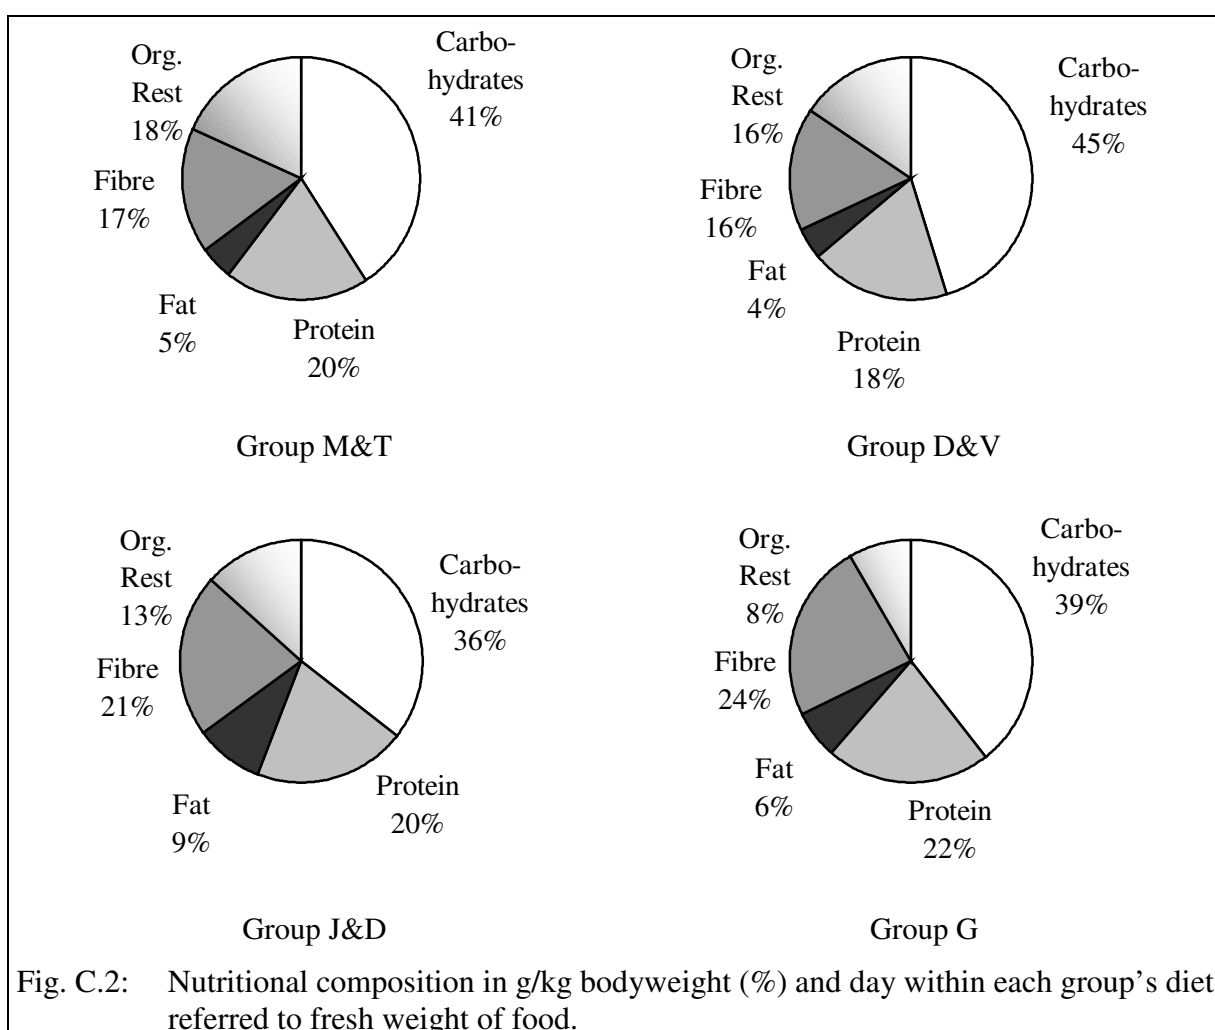 Org.
Rest
18%
Carbo-
hydrates
41%
Fibre
17%
Fat
5%
Protein
20%
Group M&T
Org.
Rest
16%
Carbo-
hydrates
45%
Fibre
16%
Fat
4%
Protein
18%
Group D&V
Org.
Rest
13%
Carbo-
hydrates
36%
Fibre
21%
Fat
9%
Protein
20%
Group J&D
Org.
Rest
8%
Carbo-
hydrates
39%
Fibre
24%
Fat
6%
Protein
22%
Group G
Fig. C.2: Nutritional composition in g/kg bodyweight (%) and day within each group's diet
referred to fresh weight of food.